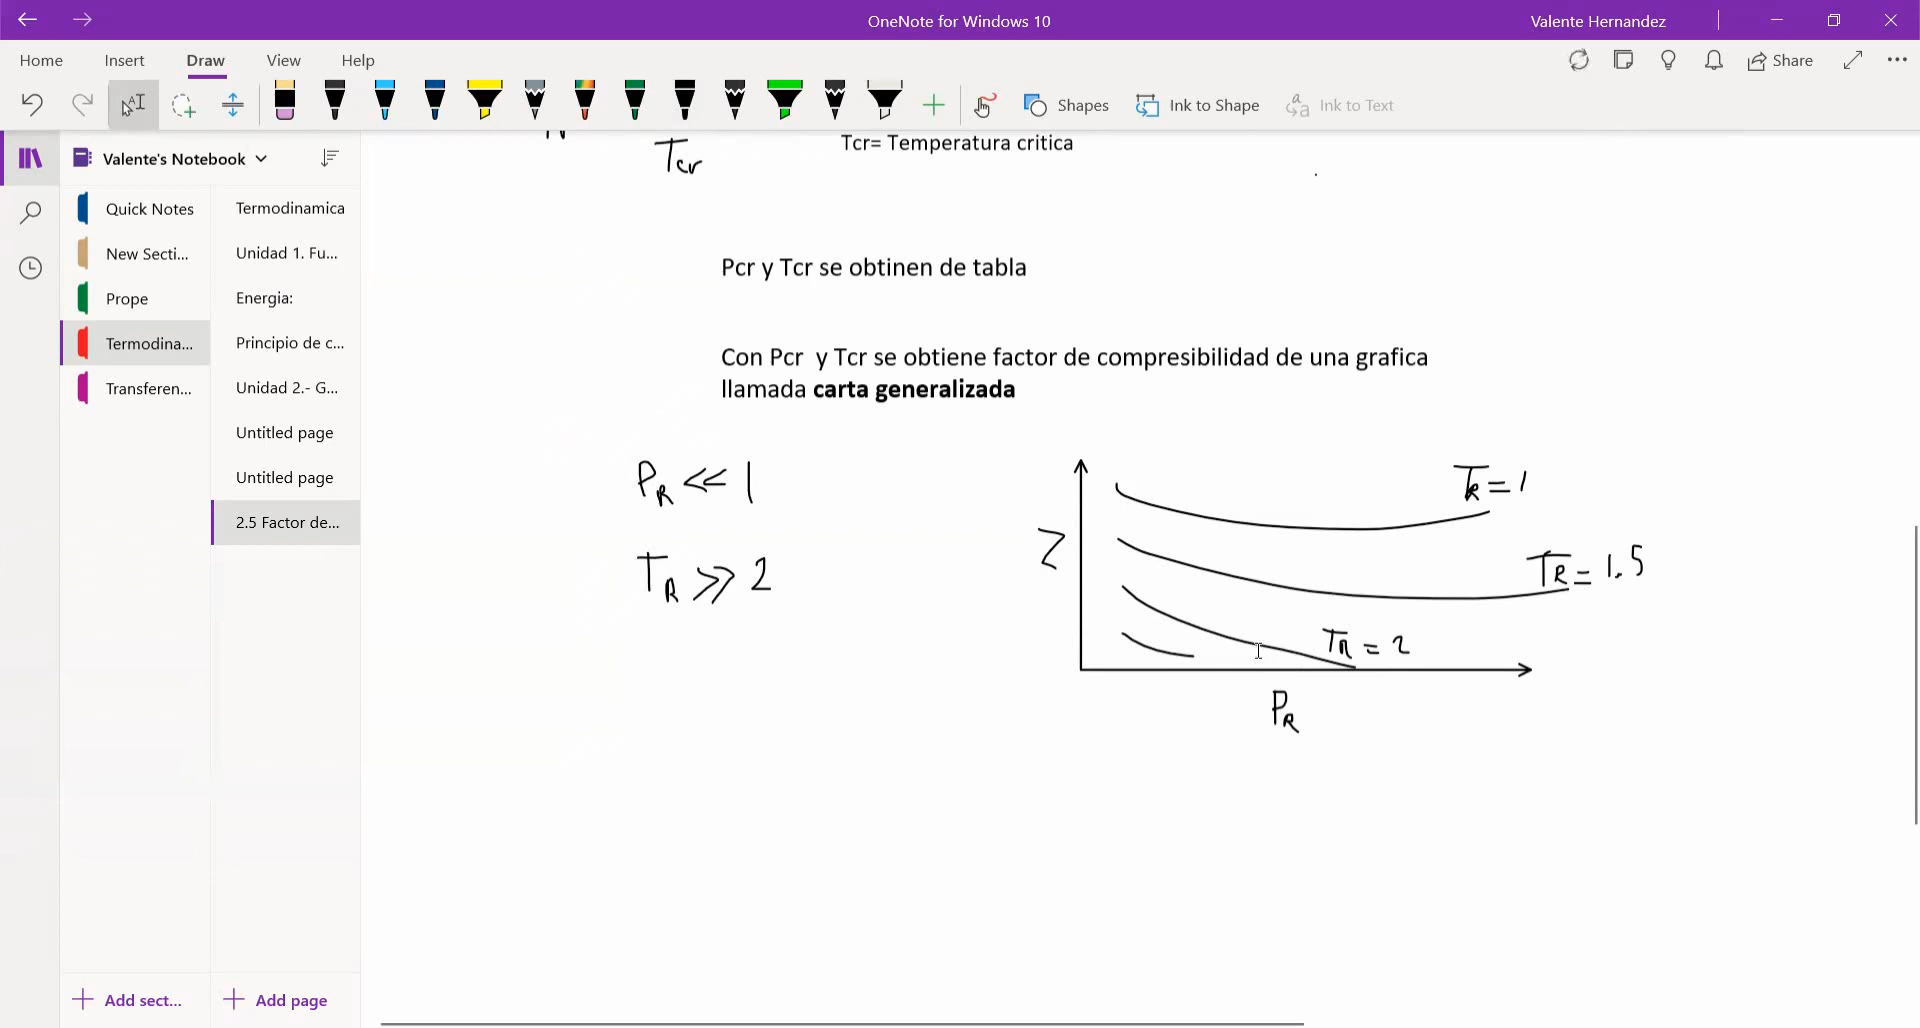 OneNote for Windows 10
Valente Hernandez
Home
Insert
Draw
View
Help
Share
Shapes
Ink to Shape
Ink to Text
Valente's Notebook
Quick Notes
New Secti...
Prope
Termodina...
Transferen...
Termodinamica
Unidad 1. Fu...
Energia:
Principio de c...
Unidad 2.- G...
Untitled page
Untitled page
2.5 Factor de...
Add sect...
Add page
Tcr
Tcr= Temperatura critica
Pcr y Tcr se obtinen de tabla
Con Pcr y Tcr se obtiene factor de compresibilidad de una grafica
llamada carta generalizada
PR << 1
TR >> 2
Z
TR = 1
TR = 1.5
TR = 2
PR